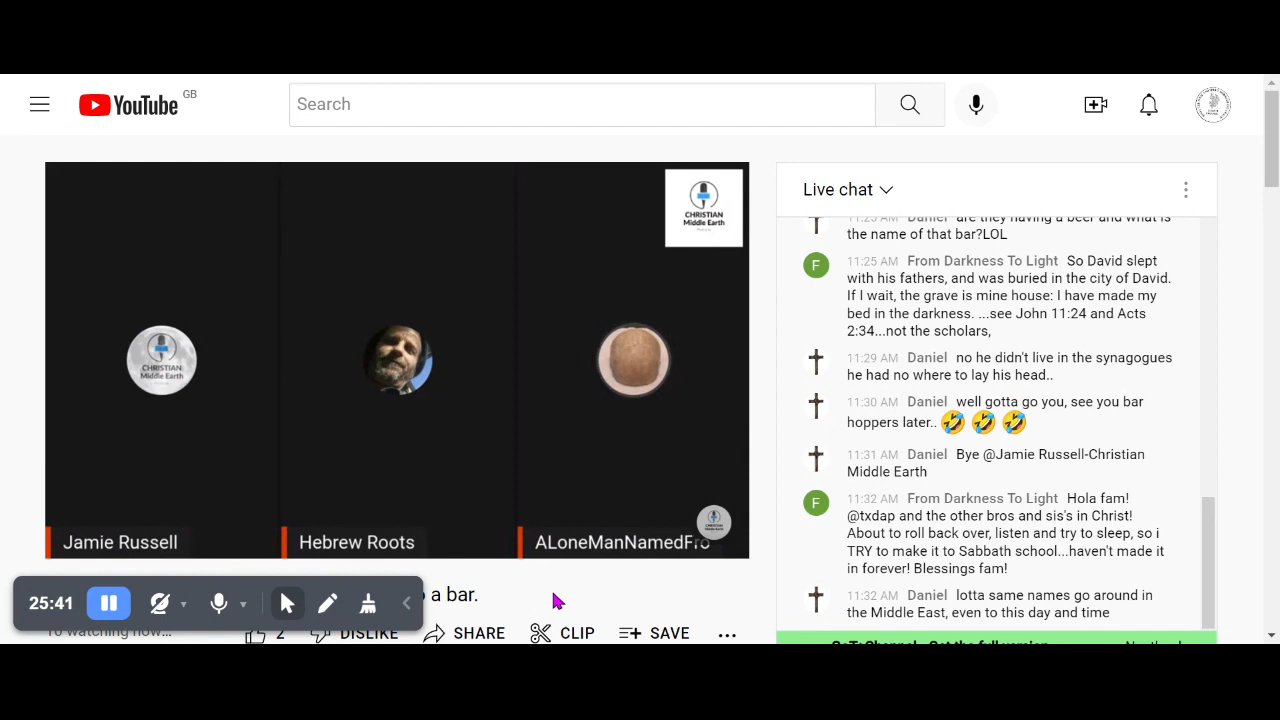 YouTube GB
Search
CHRISTIAN
Middle Earth
Podcast
CHRISTIAN
Middle Earth
Jamie Russell
Hebrew Roots
ALoneManNamedFro
25:41
a bar.
2
DISLIKE
SHARE
CLIP
SAVE
Live chat
11:25 AM Daniel are they having a beer and what is
the name of that bar?LOL
F
11:25 AM From Darkness To Light So David slept
with his fathers, and was buried in the city of David.
If I wait, the grave is mine house: I have made my
bed in the darkness. ...see John 11:24 and Acts
2:34...not the scholars,
11:29 AM Daniel no he didn't live in the synagogues
he had no where to lay his head..
11:30 AM Daniel well gotta go you, see you bar
hoppers later.. 🤣 🤣 🤣
11:31 AM Daniel Bye @Jamie Russell-Christian
Middle Earth
F
11:32 AM From Darkness To Light Hola fam!
@txdap and the other bros and sis's in Christ!
About to roll back over, listen and try to sleep, so i
TRY to make it to Sabbath school...haven't made it
in forever! Blessings fam!
11:32 AM Daniel lotta same names go around in
the Middle East, even to this day and time